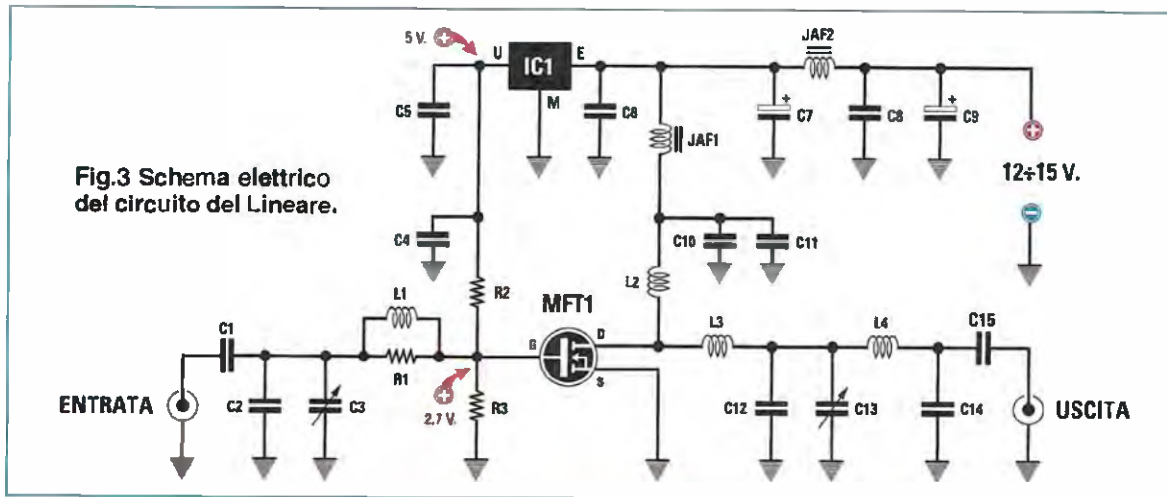 5 V.
U
IC1
E
M
JAF2
C5
C6
C7
C8
C9
JAF1
12÷15 V.
Fig.3 Schema elettrico
del circuito del Lineare.
C4
C10
C11
R2
L2
MFT1
L1
C1
R1
G
D
S
L3
L4
C15
ENTRATA
C2
C3
2,7 V.
R3
C12
C13
C14
USCITA